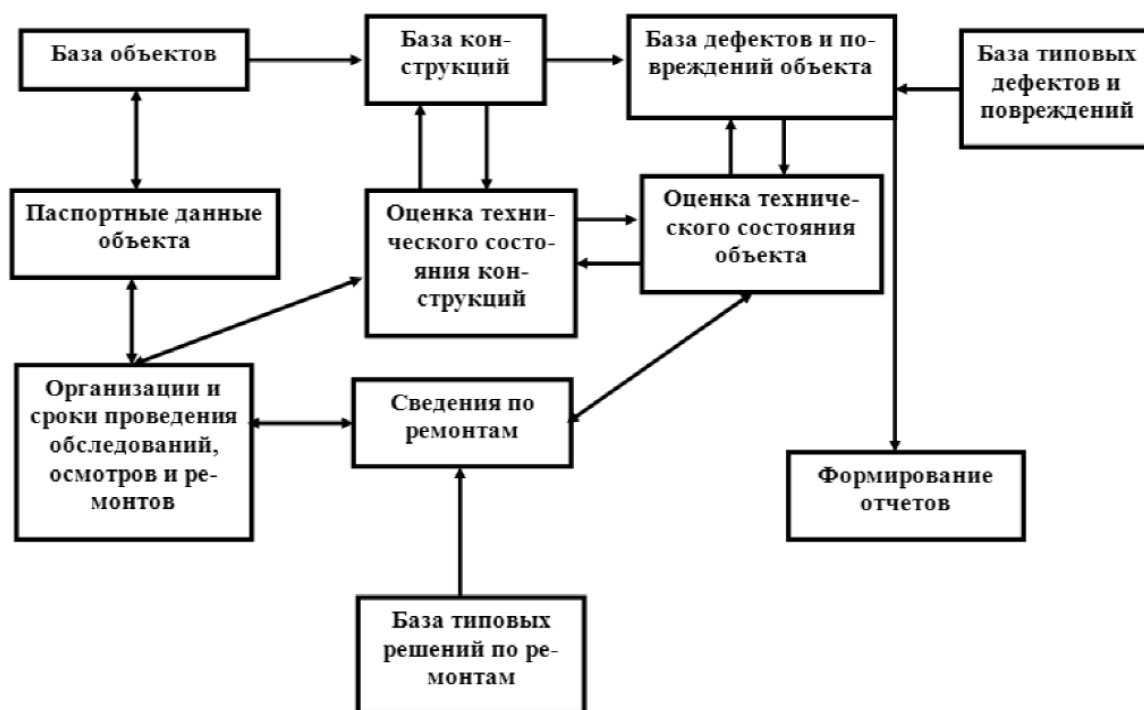 База объектов
База кон-
струкций
База дефектов и по-
вреждений объекта
База типовых
дефектов и
повреждений
Паспортные данные
объекта
Оценка техни-
ческого состо-
яния кон-
струкций
Оценка техниче-
ского состояния
объекта
Организации и
сроки проведения
обследований,
осмотров и ре-
монтов
Сведения по
ремонтам
Формирование
отчетов
База типовых
решений по ре-
монтам